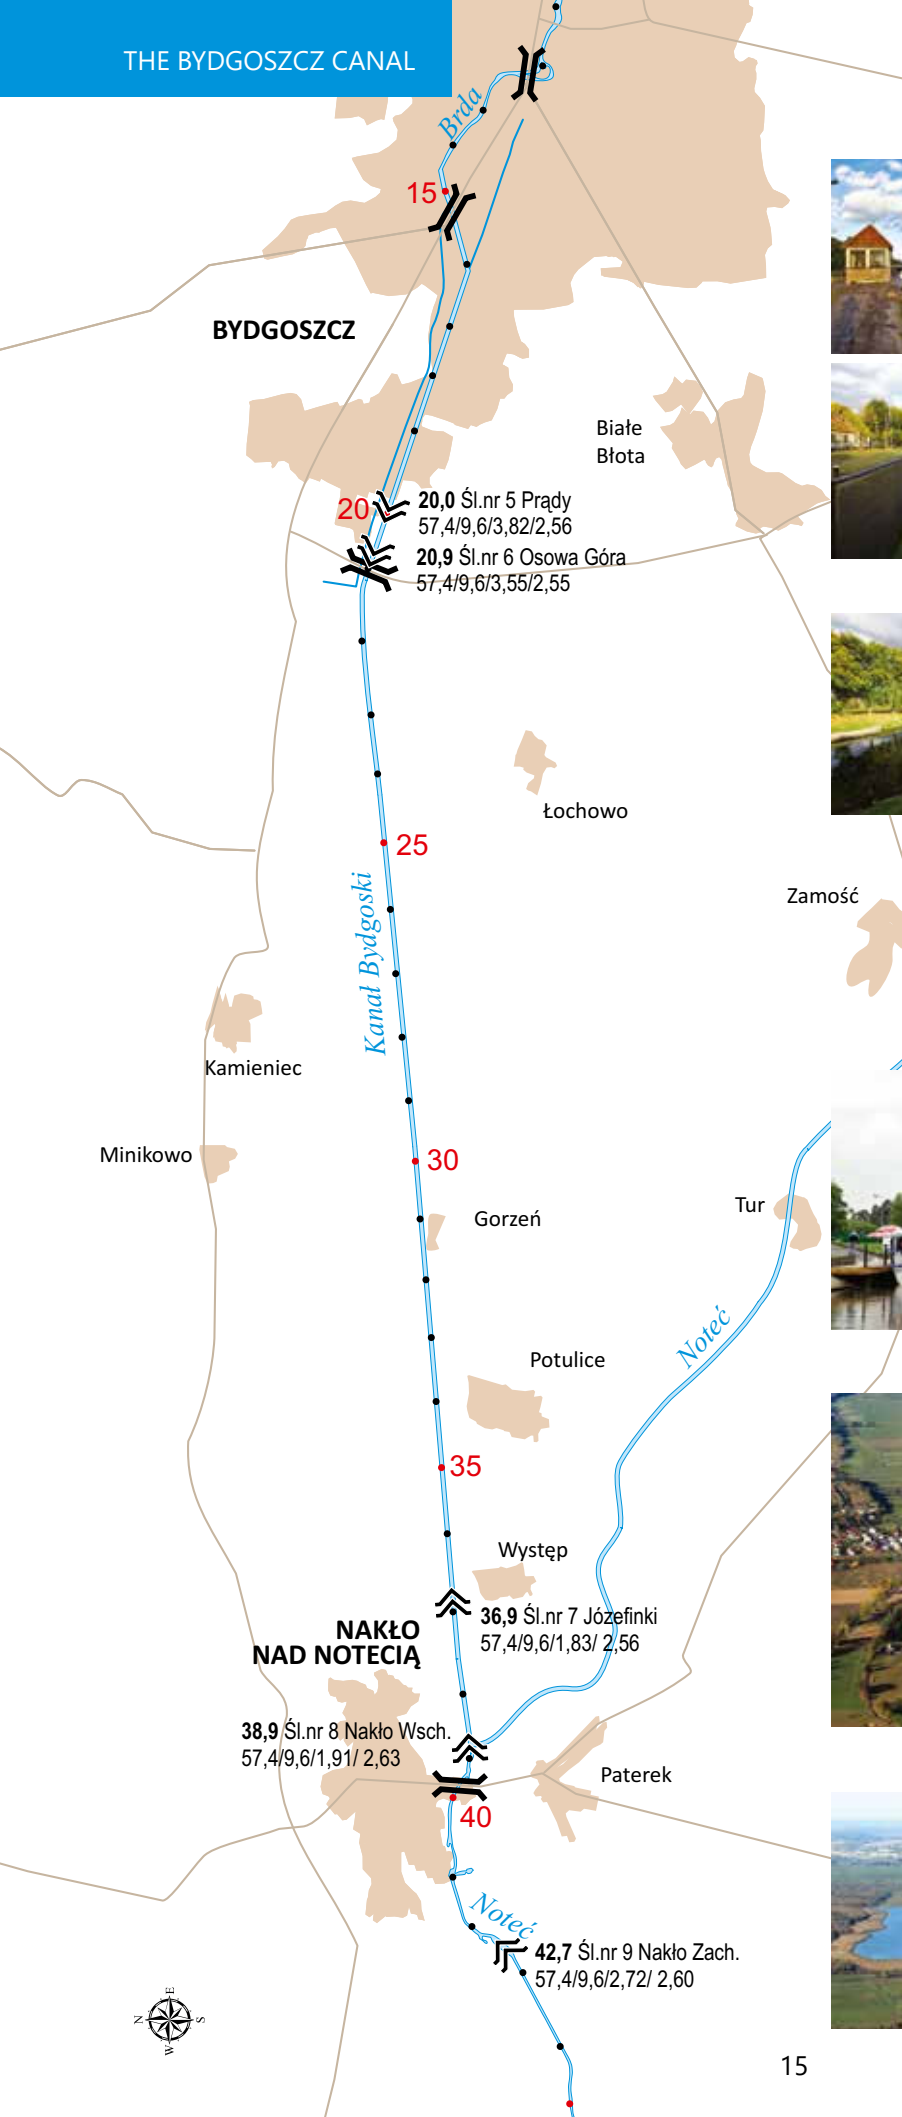 THE BYDGOSZCZ CANAL
Brda
15
BYDGOSZCZ
Białe
Błota
20
20,0 Śl.nr 5 Prądy
57,4/9,6/3,82/2,56
20,9 Śl.nr 6 Osowa Góra
57,4/9,6/3,55/2,55
Łochowo
25
Kanał Bydgoski
Zamość
Kamieniec
Minikowo
30
Gorzeń
Tur
Noteć
Potulice
35
Występ
36,9 Śl.nr 7 Józefinki
57,4/9,6/1,83/ 2,56
NAKŁO
NAD NOTECIĄ
38,9 Śl.nr 8 Nakło Wsch.
57,4/9,6/1,91/ 2,63
Paterek
40
Noteć
42,7 Śl.nr 9 Nakło Zach.
57,4/9,6/2,72/ 2,60
E
N
S
W
15